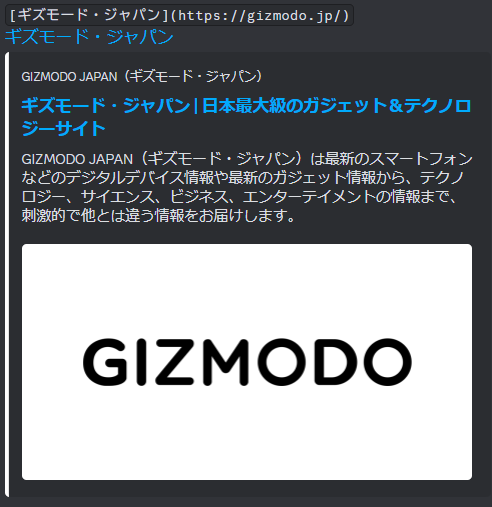 [ギズモード・ジャパン](https://gizmodo.jp/)
ギズモード・ジャパン
GIZMODO JAPAN（ギズモード・ジャパン）
ギズモード・ジャパン | 日本最大級のガジェット＆テクノロ
ジーサイト
GIZMODO JAPAN（ギズモード・ジャパン）は最新のスマートフォン
などのデジタルデバイス情報や最新のガジェット情報から、テクノ
ロジー、サイエンス、ビジネス、エンターテイメントの情報まで、
刺激的で他とは違う情報をお届けします。
GIZMODO